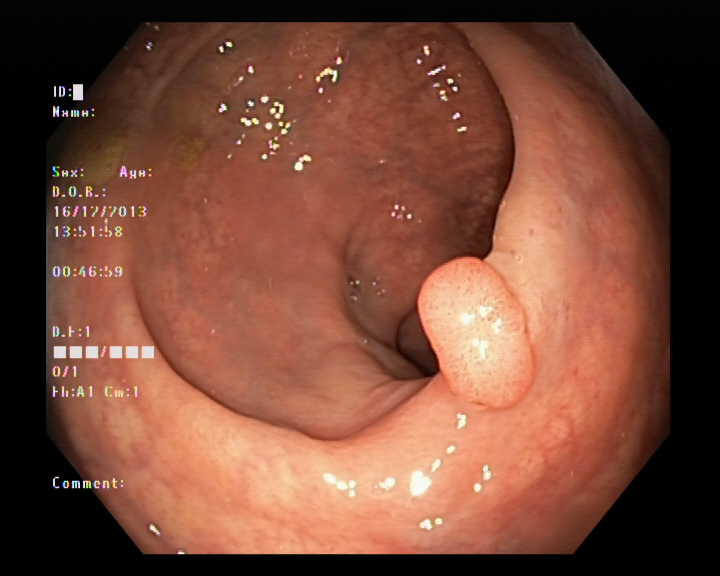 ID:
Name:
Sex: Age:
D.O.B.:
16/12/2013
13:51:58
00:46:59
D.F:1
■■■/■■■
0/1
Eh:A1 Cm:1
Comment: